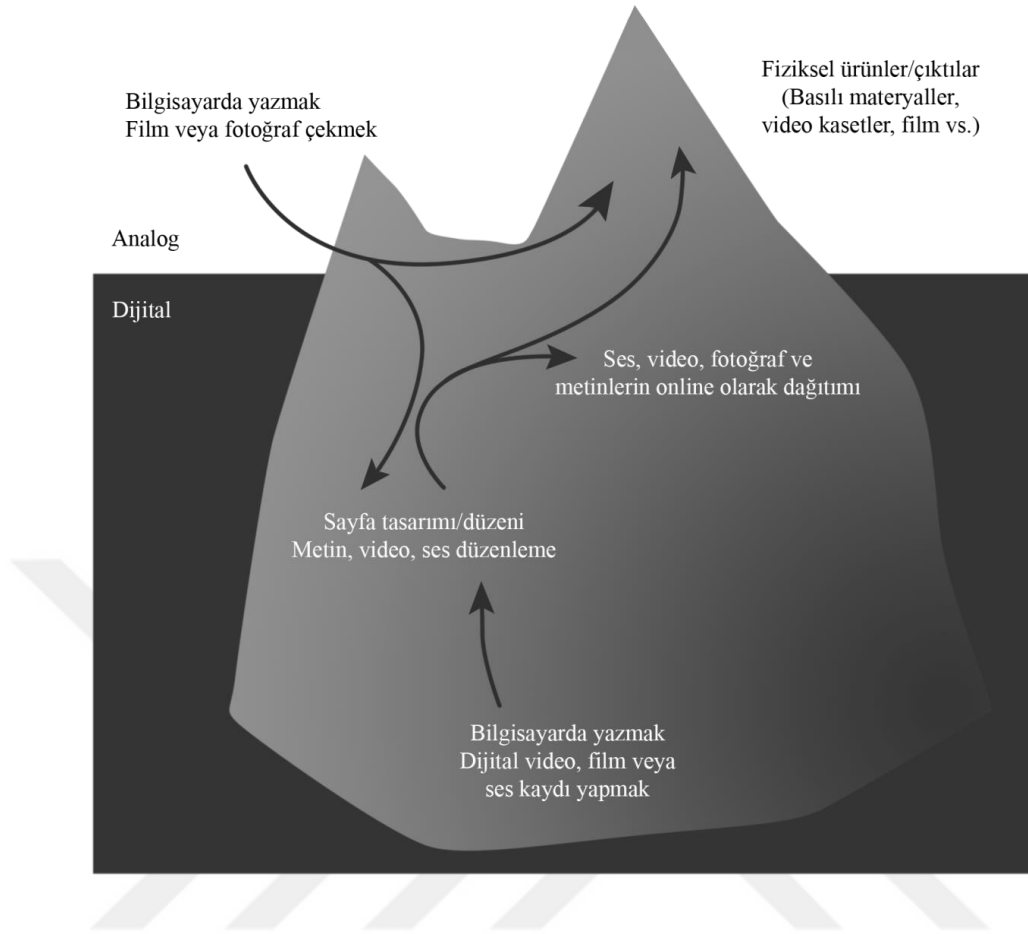 Bilgisayarda yazmak
Film veya fotoğraf çekmek
Fiziksel ürünler/çıktılar
(Basılı materyaller,
video kasetler, film vs.)
Analog
Dijital
Ses, video, fotoğraf ve
metinlerin online olarak dağıtımı
Sayfa tasarımı/düzeni
Metin, video, ses düzenleme
Bilgisayarda yazmak
Dijital video, film veya
ses kaydı yapmak